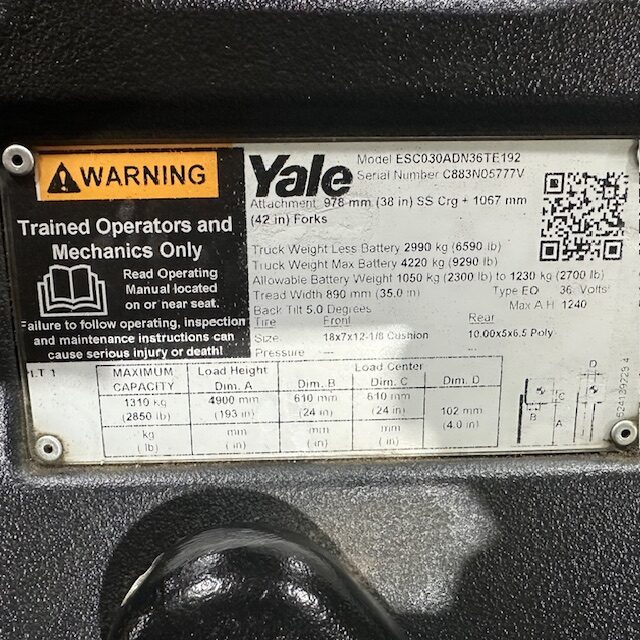 WARNING
Trained Operators and
Mechanics Only
Read Operating
Manual located
on or near seat.
Failure to follow operating, inspection
and maintenance instructions can
cause serious injury or death!
Yale
Model ESC030ADN36TE192
Serial Number C883N05777V
Attachment 978 mm (38 in) SS Crg + 1067 mm
(42 in) Forks
Truck Weight Less Battery 2990 kg (6590 lb)
Truck Weight Max Battery 4220 kg (9290 lb)
Allowable Battery Weight 1050 kg (2300 lb) to 1230 kg (2700 lb)
Tread Width 890 mm (35.0 in) Type EO 36 Volts
Back Tilt 5.0 Degrees Max A.H. 1240
Tire Front Rear
Size 18x7x12-1/8 Cushion 10.00x5x6.5 Poly
Pressure
PLT 1
MAXIMUM CAPACITY Load Height Dim. A Load Center Dim. B Dim. C Dim. D
1310 kg 4900 mm 610 mm 610 mm 102 mm
(2850 lb) (193 in) (24 in) (24 in) (4.0 in)
kg mm mm mm
(lb) (in) (in) (in)
D
C
B
A